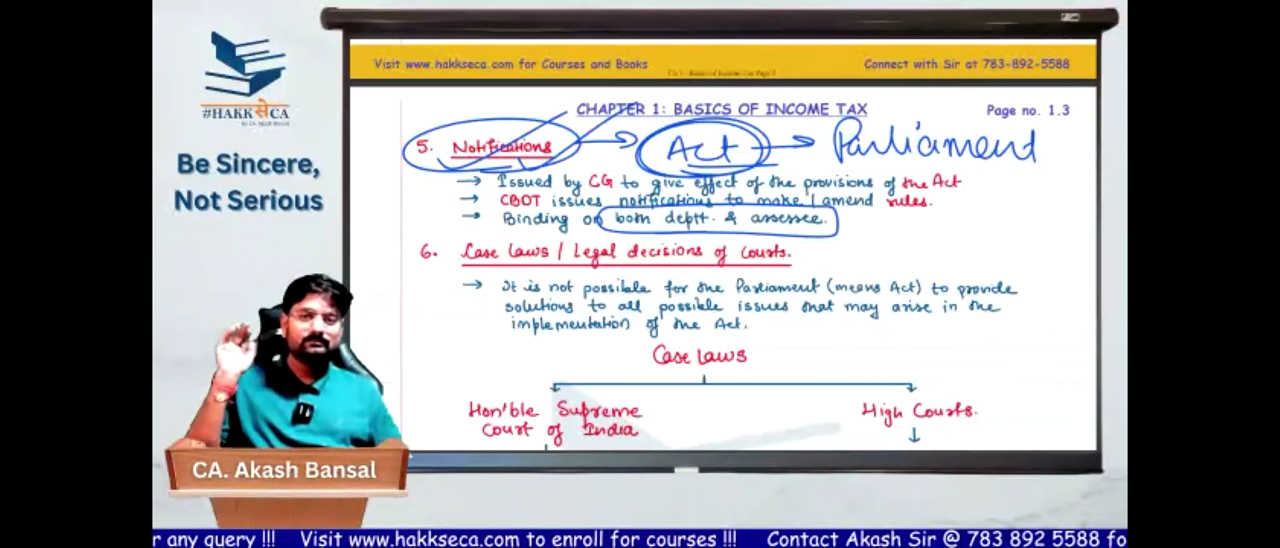 Visit www.hakkseca.com for Courses and Books
Connect with Sir at 783-892-5588
#HAKKसेCA
Be Sincere,
Not Serious
CHAPTER 1: BASICS OF INCOME TAX
Page no. 1.3
5. Notifications → Act → Parliament
→ Issued by CG to give effect of the provisions of the Act
→ CBDT issues notifications to make / amend rules.
→ Binding on both deptt. & assessee.
6. Case laws / Legal decisions of Courts.
→ It is not possible for the Parliament (means Act) to provide
solutions to all possible issues that may arise in the
implementation of the Act.
Case laws
Hon'ble Supreme
Court of India
High Courts.
CA. Akash Bansal
r any query !!! Visit www.hakkseca.com to enroll for courses !!! Contact Akash Sir @ 783 892 5588 fo